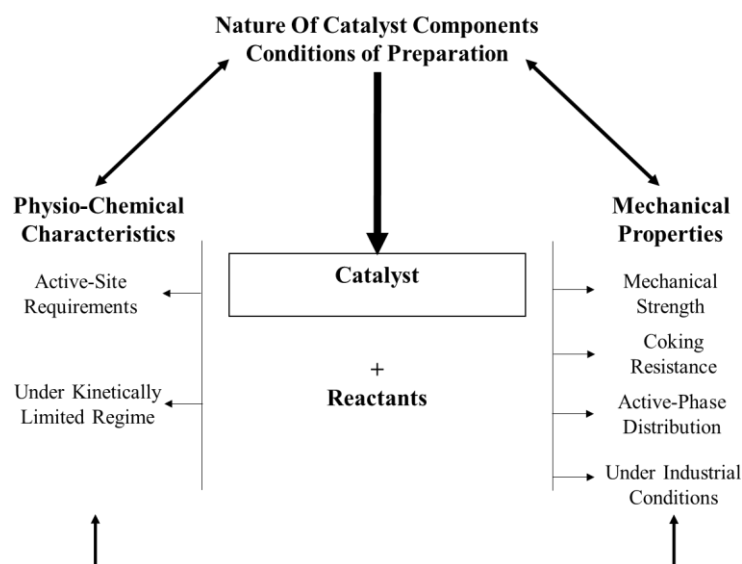 Nature Of Catalyst Components
Conditions of Preparation
Physio-Chemical
Characteristics
Active-Site
Requirements
Under Kinetically
Limited Regime
Catalyst
+
Reactants
Mechanical
Properties
Mechanical
Strength
Coking
Resistance
Active-Phase
Distribution
Under Industrial
Conditions